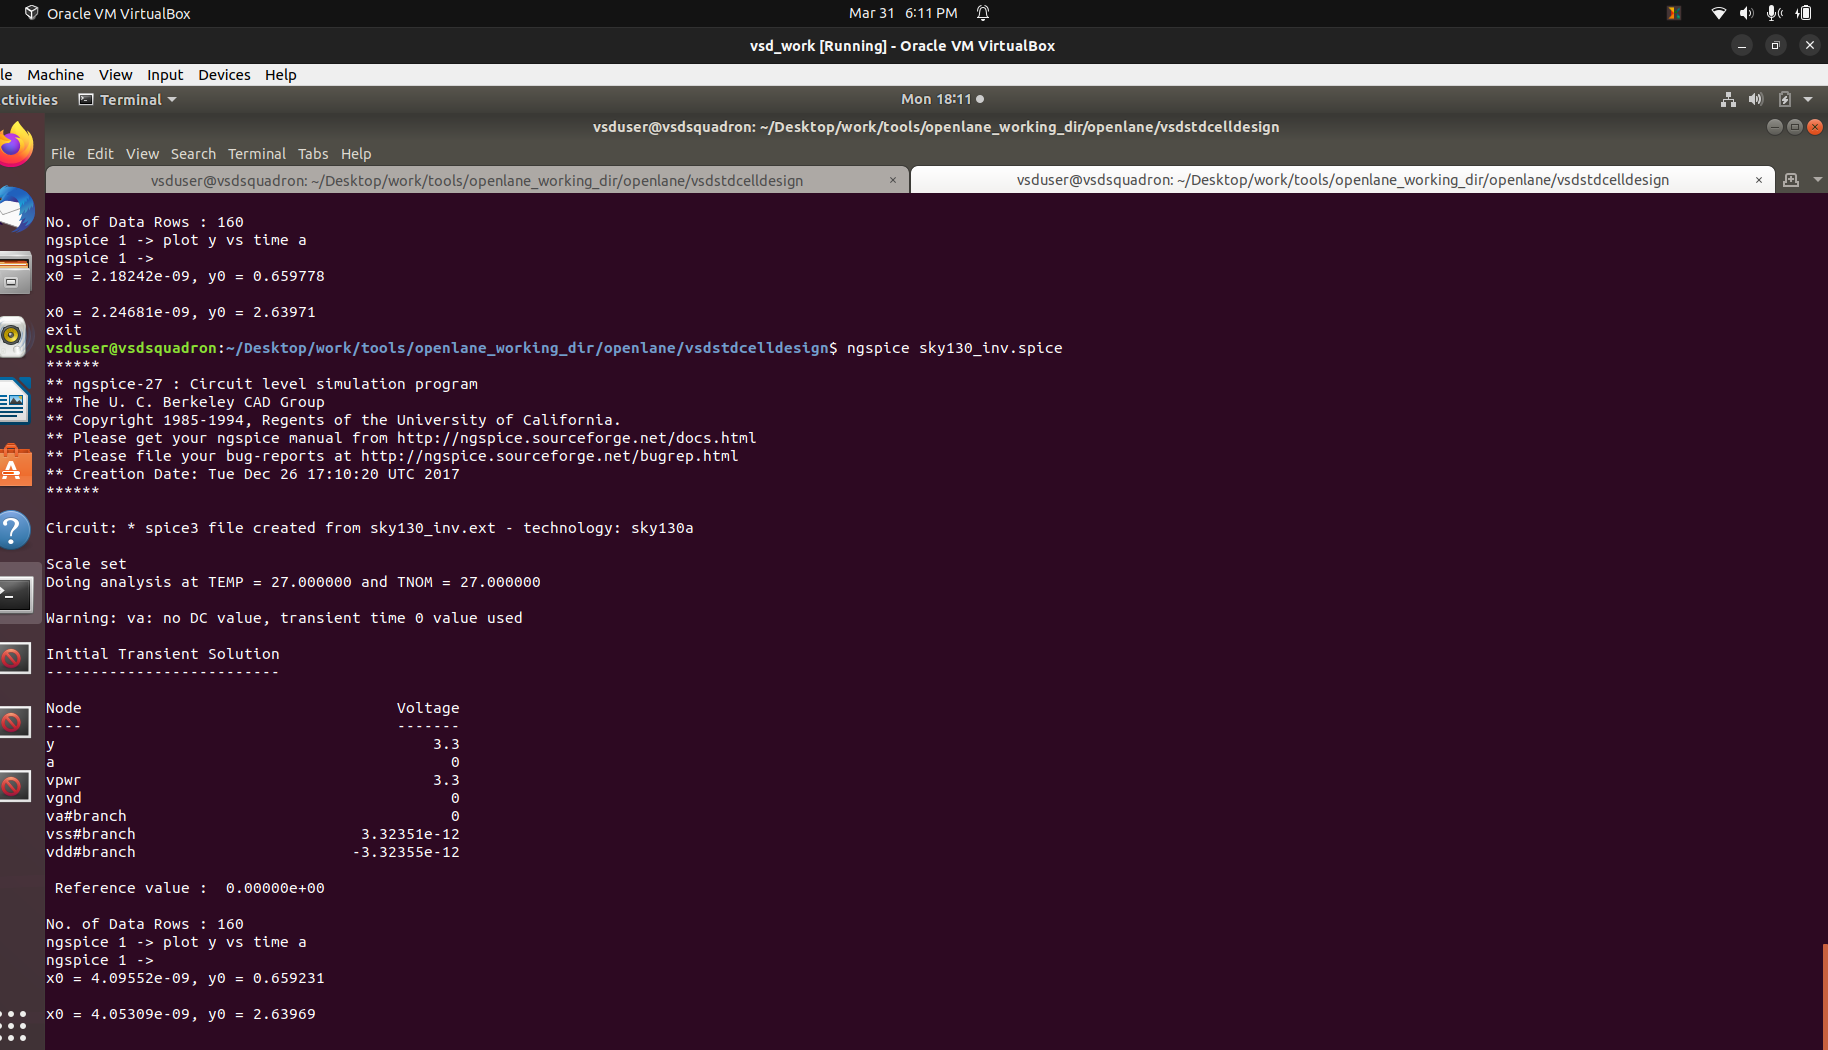 Oracle VM VirtualBox
Mar 31 6:11 PM
vsd_work [Running] - Oracle VM VirtualBox
le Machine View Input Devices Help
ctivities Terminal
Mon 18:11
vsduser@vsdsquadron: ~/Desktop/work/tools/openlane_working_dir/openlane/vsdstdcelldesign
File Edit View Search Terminal Tabs Help
vsduser@vsdsquadron: ~/Desktop/work/tools/openlane_working_dir/openlane/vsdstdcelldesign
vsduser@vsdsquadron: ~/Desktop/work/tools/openlane_working_dir/openlane/vsdstdcelldesign
No. of Data Rows : 160
ngspice 1 -> plot y vs time a
ngspice 1 ->
x0 = 2.18242e-09, y0 = 0.659778
x0 = 2.24681e-09, y0 = 2.63971
exit
vsduser@vsdsquadron:~/Desktop/work/tools/openlane_working_dir/openlane/vsdstdcelldesign$ ngspice sky130_inv.spice
******
** ngspice-27 : Circuit level simulation program
** The U. C. Berkeley CAD Group
** Copyright 1985-1994, Regents of the University of California.
** Please get your ngspice manual from http://ngspice.sourceforge.net/docs.html
** Please file your bug-reports at http://ngspice.sourceforge.net/bugrep.html
** Creation Date: Tue Dec 26 17:10:20 UTC 2017
******
Circuit: * spice3 file created from sky130_inv.ext - technology: sky130a
Scale set
Doing analysis at TEMP = 27.000000 and TNOM = 27.000000
Warning: va: no DC value, transient time 0 value used
Initial Transient Solution
--------------------------
Node Voltage
---- -------
y 3.3
a 0
vpwr 3.3
vgnd 0
va#branch 0
vss#branch 3.32351e-12
vdd#branch -3.32355e-12
Reference value : 0.00000e+00
No. of Data Rows : 160
ngspice 1 -> plot y vs time a
ngspice 1 ->
x0 = 4.09552e-09, y0 = 0.659231
x0 = 4.05309e-09, y0 = 2.63969